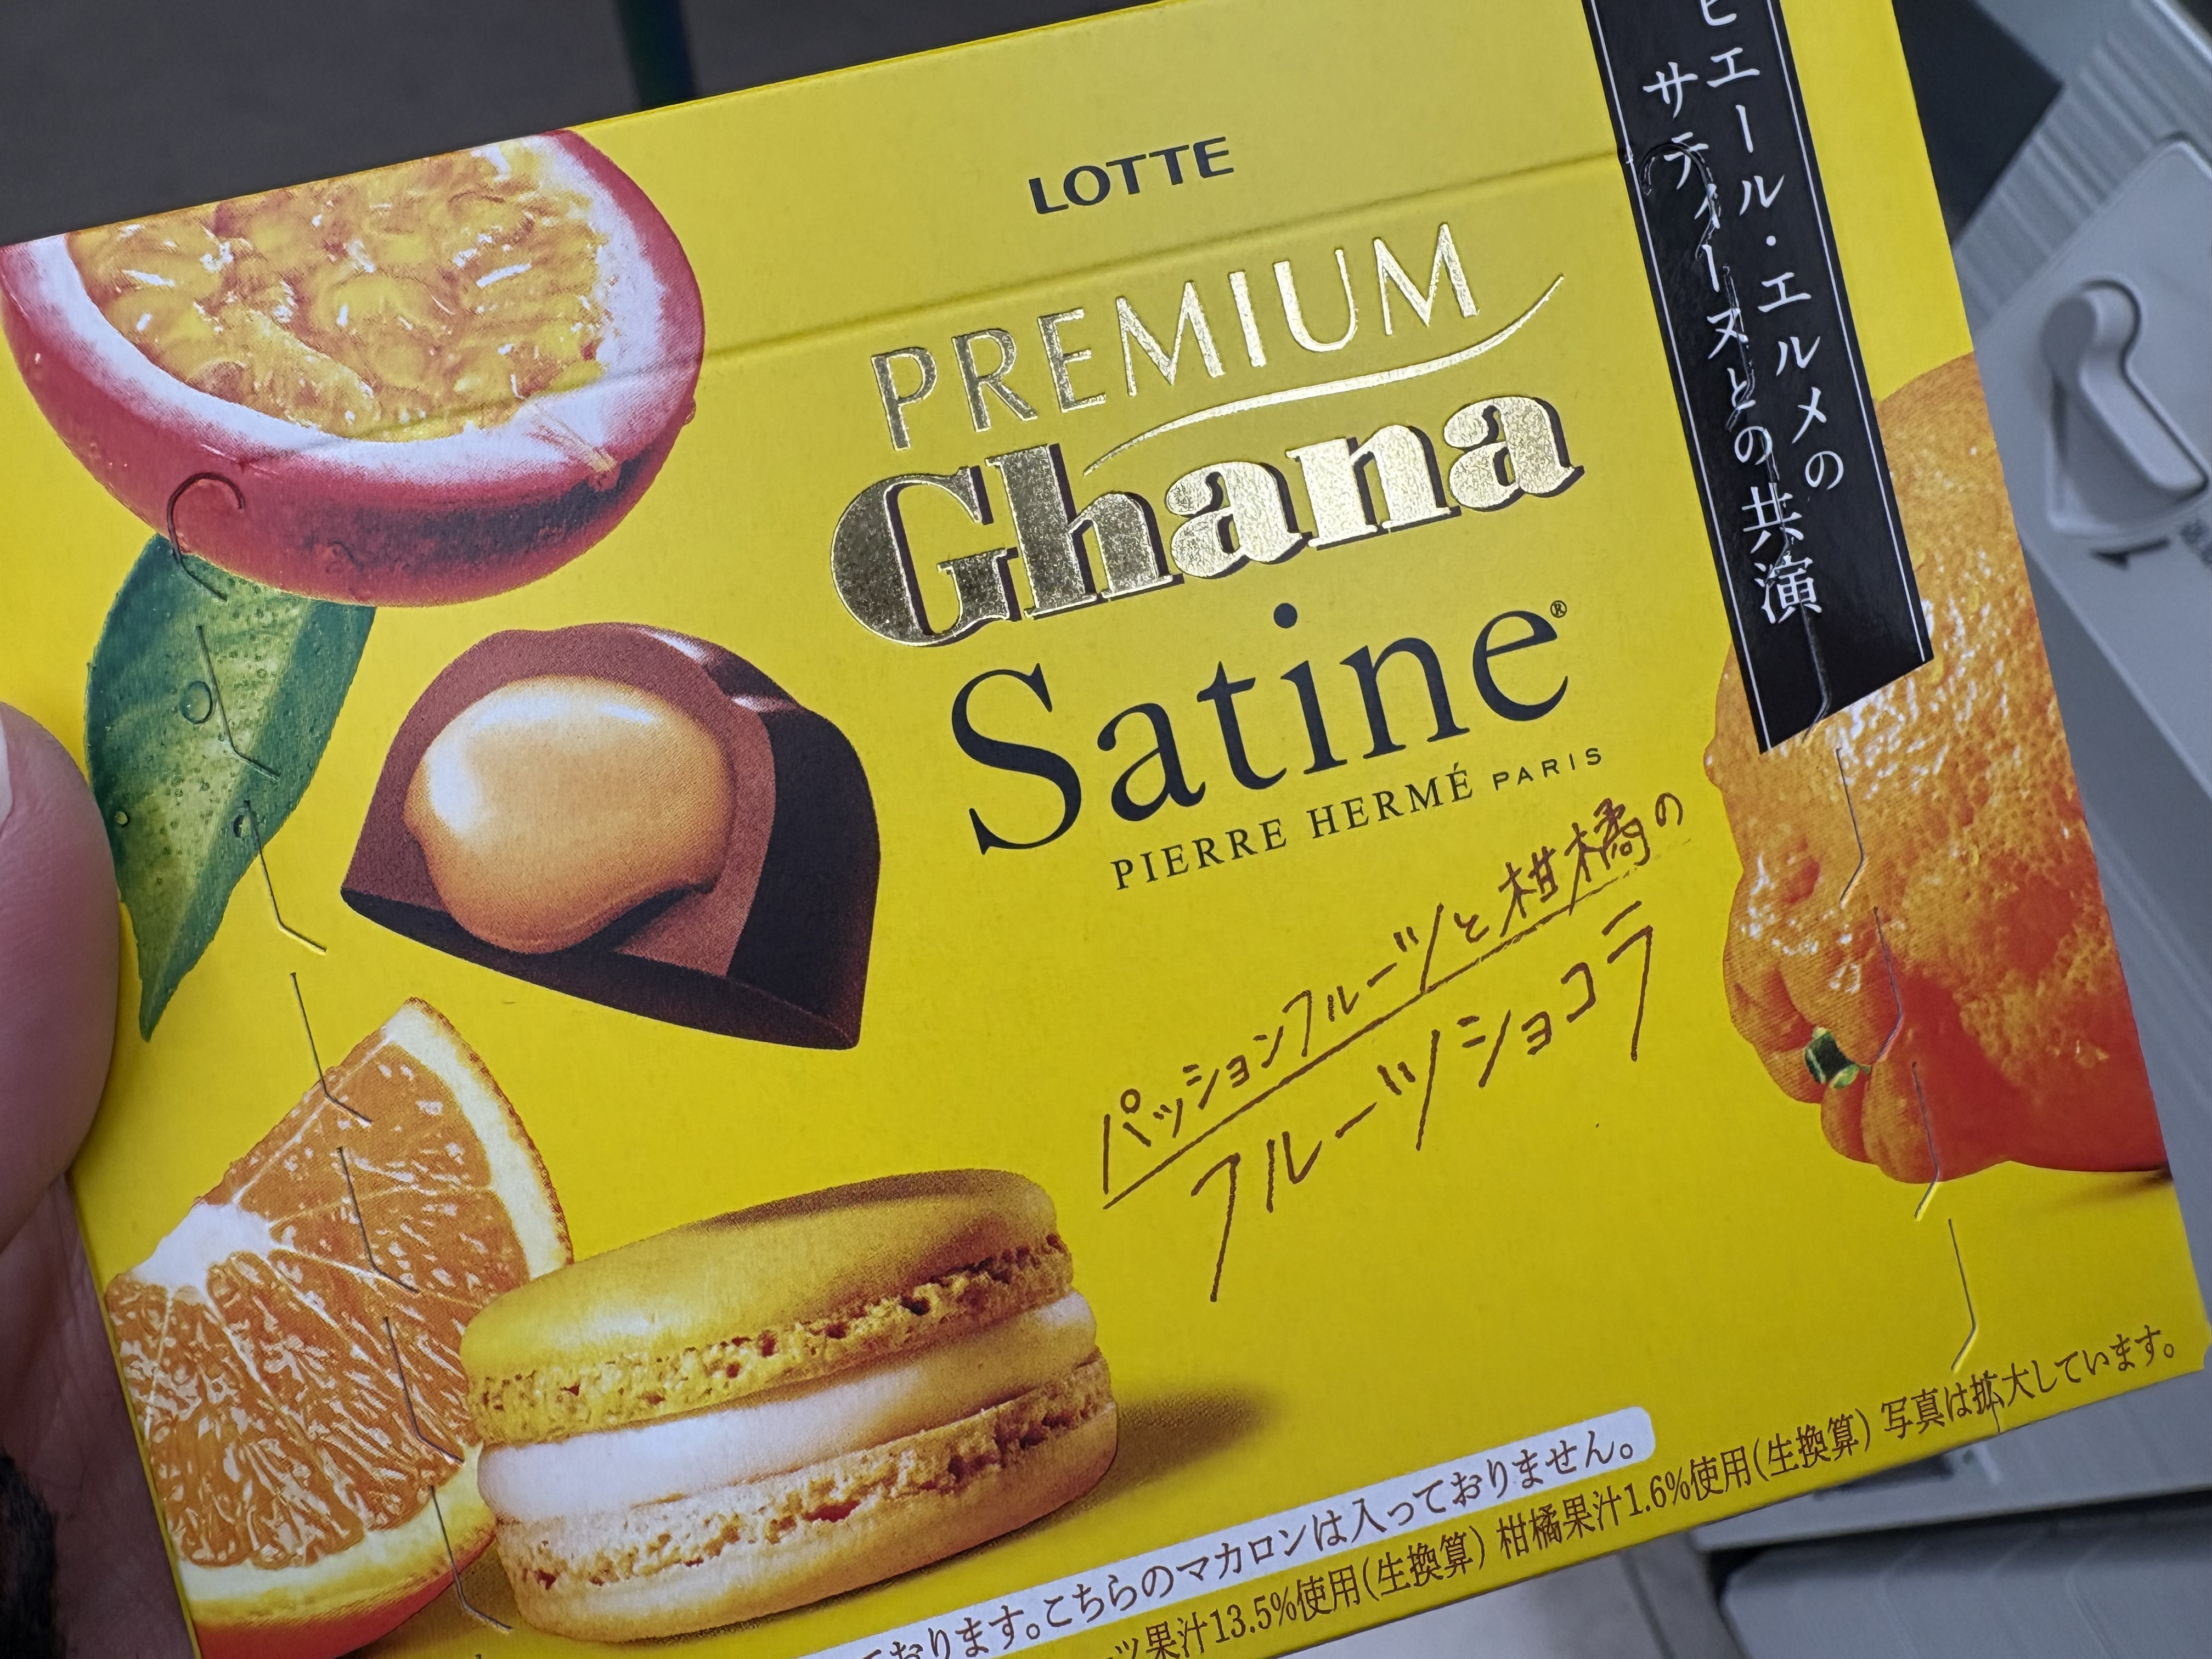 LOTTE
PREMIUM
Ghana
Satine®
PIERRE HERMÉ PARIS
パッションフルーツと柑橘の
フルーツショコラ
ピエール・エルメの
サティーヌとの共演
ております。こちらのマカロンは入っておりません。
ーツ果汁13.5%使用(生換算) 柑橘果汁1.6%使用(生換算) 写真は拡大しています。